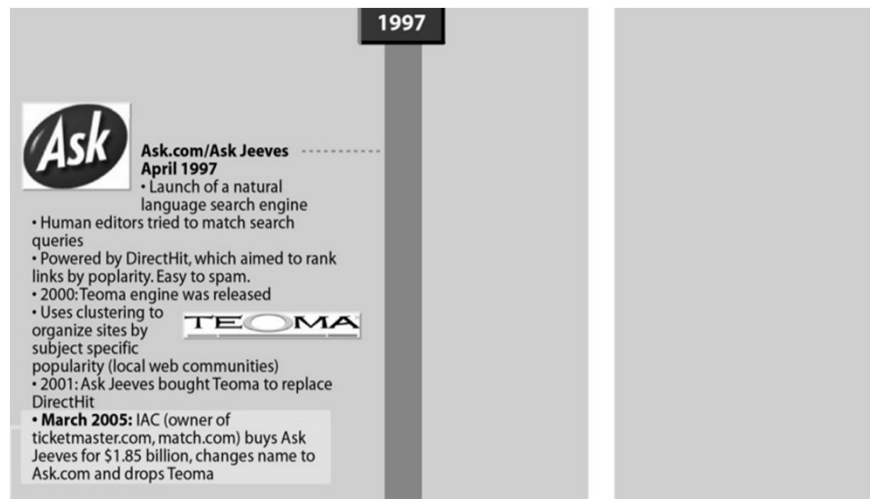 1997
Ask
Ask.com/Ask Jeeves
April 1997
• Launch of a natural
language search engine
• Human editors tried to match search
queries
• Powered by DirectHit, which aimed to rank
links by poplarity. Easy to spam.
• 2000: Teoma engine was released
• Uses clustering to
organize sites by
subject specific
popularity (local web communities)
TEOMA
• 2001: Ask Jeeves bought Teoma to replace
DirectHit
• March 2005: IAC (owner of
ticketmaster.com, match.com) buys Ask
Jeeves for $1.85 billion, changes name to
Ask.com and drops Teoma